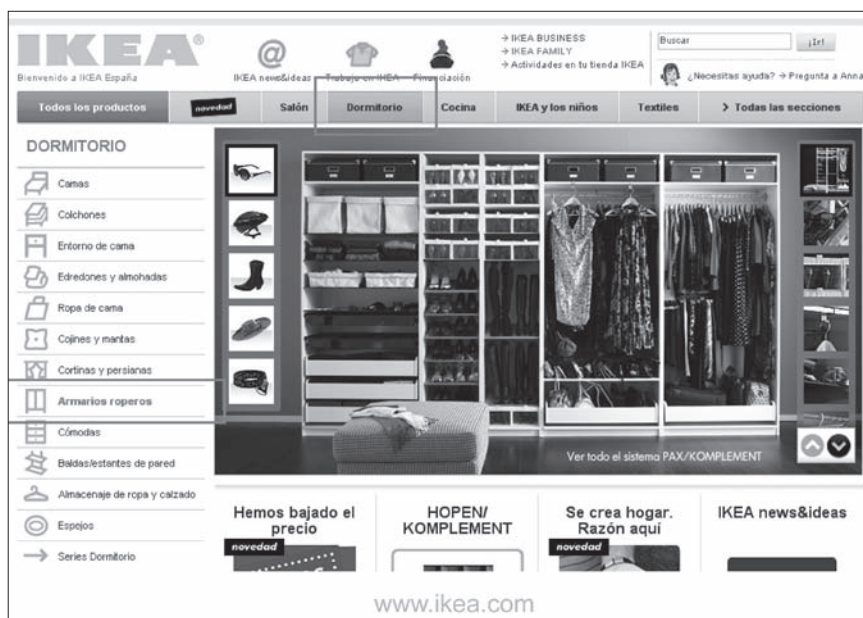 IKEA®
Bienvenido a IKEA España
@
IKEA news&ideas
Trabaja en IKEA
Financiación
→ IKEA BUSINESS
→ IKEA FAMILY
→ Actividades en tu tienda IKEA
Buscar
¡Ir!
¿Necesitas ayuda? → Pregunta a Anna
Todos los productos
novedad
Salón
Dormitorio
Cocina
IKEA y los niños
Textiles
> Todas las secciones
DORMITORIO
Camas
Colchones
Entorno de cama
Edredones y almohadas
Ropa de cama
Cojines y mantas
Cortinas y persianas
Armarios roperos
Cómodas
Baldas/estantes de pared
Almacenaje de ropa y calzado
Espejos
Series Dormitorio
Ver todo el sistema PAX/KOMPLEMENT
Hemos bajado el
precio
novedad
HOPEN/
KOMPLEMENT
Se crea hogar.
Razón aquí
novedad
IKEA news&ideas
www.ikea.com